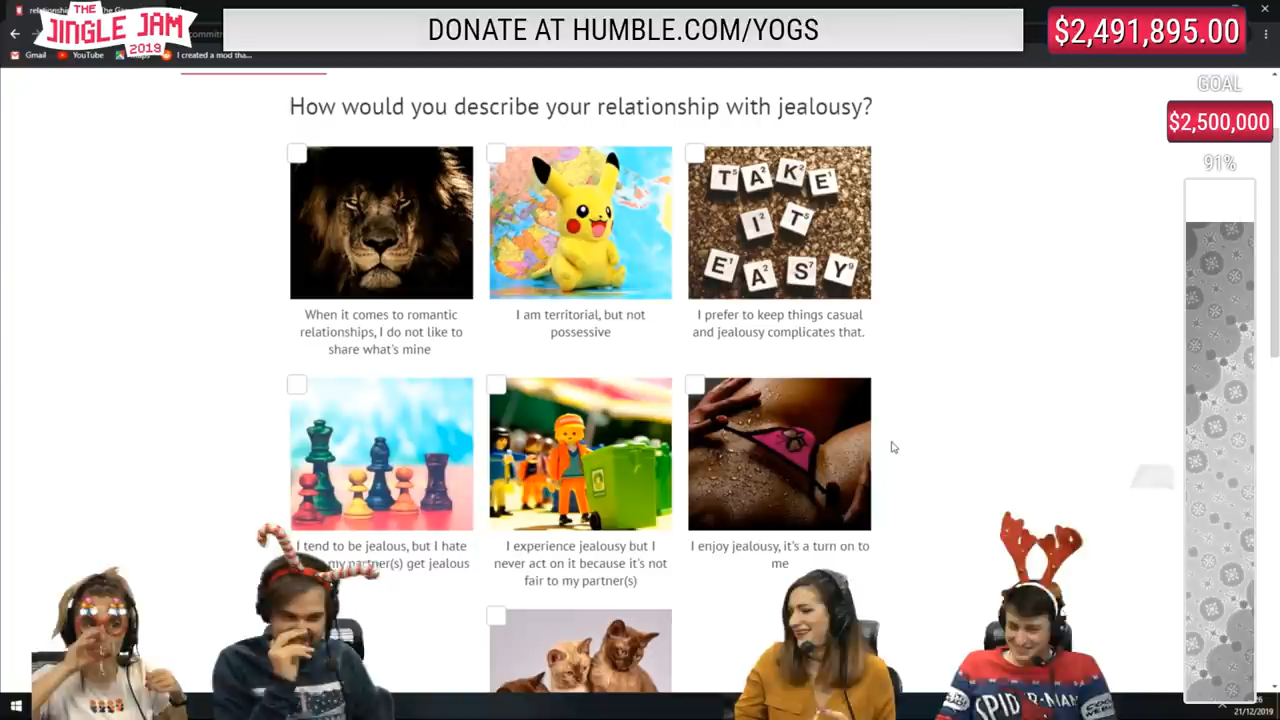 THE
JINGLE JAM
2019
DONATE AT HUMBLE.COM/YOGS
$2,491,895.00
Gmail
YouTube
Maps
I created a mod tha...
GOAL
$2,500,000
91%
How would you describe your relationship with jealousy?
TAKE
IT
EASY
When it comes to romantic
relationships, I do not like to
share what's mine
I am territorial, but not
possessive
I prefer to keep things casual
and jealousy complicates that.
I tend to be jealous, but I hate
my partner(s) get jealous
I experience jealousy but I
never act on it because it's not
fair to my partner(s)
I enjoy jealousy, it's a turn on to
me
SPIDER-MAN
21/12/2019